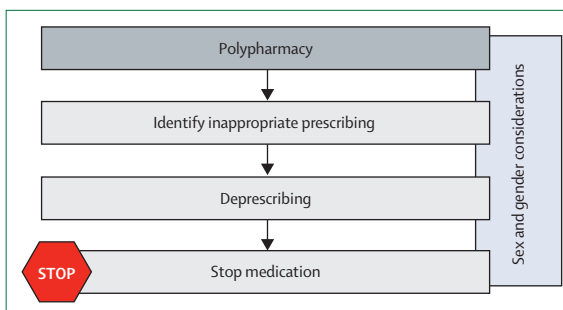 Polypharmacy
Identify inappropriate prescribing
Deprescribing
STOP
Stop medication
Sex and gender considerations